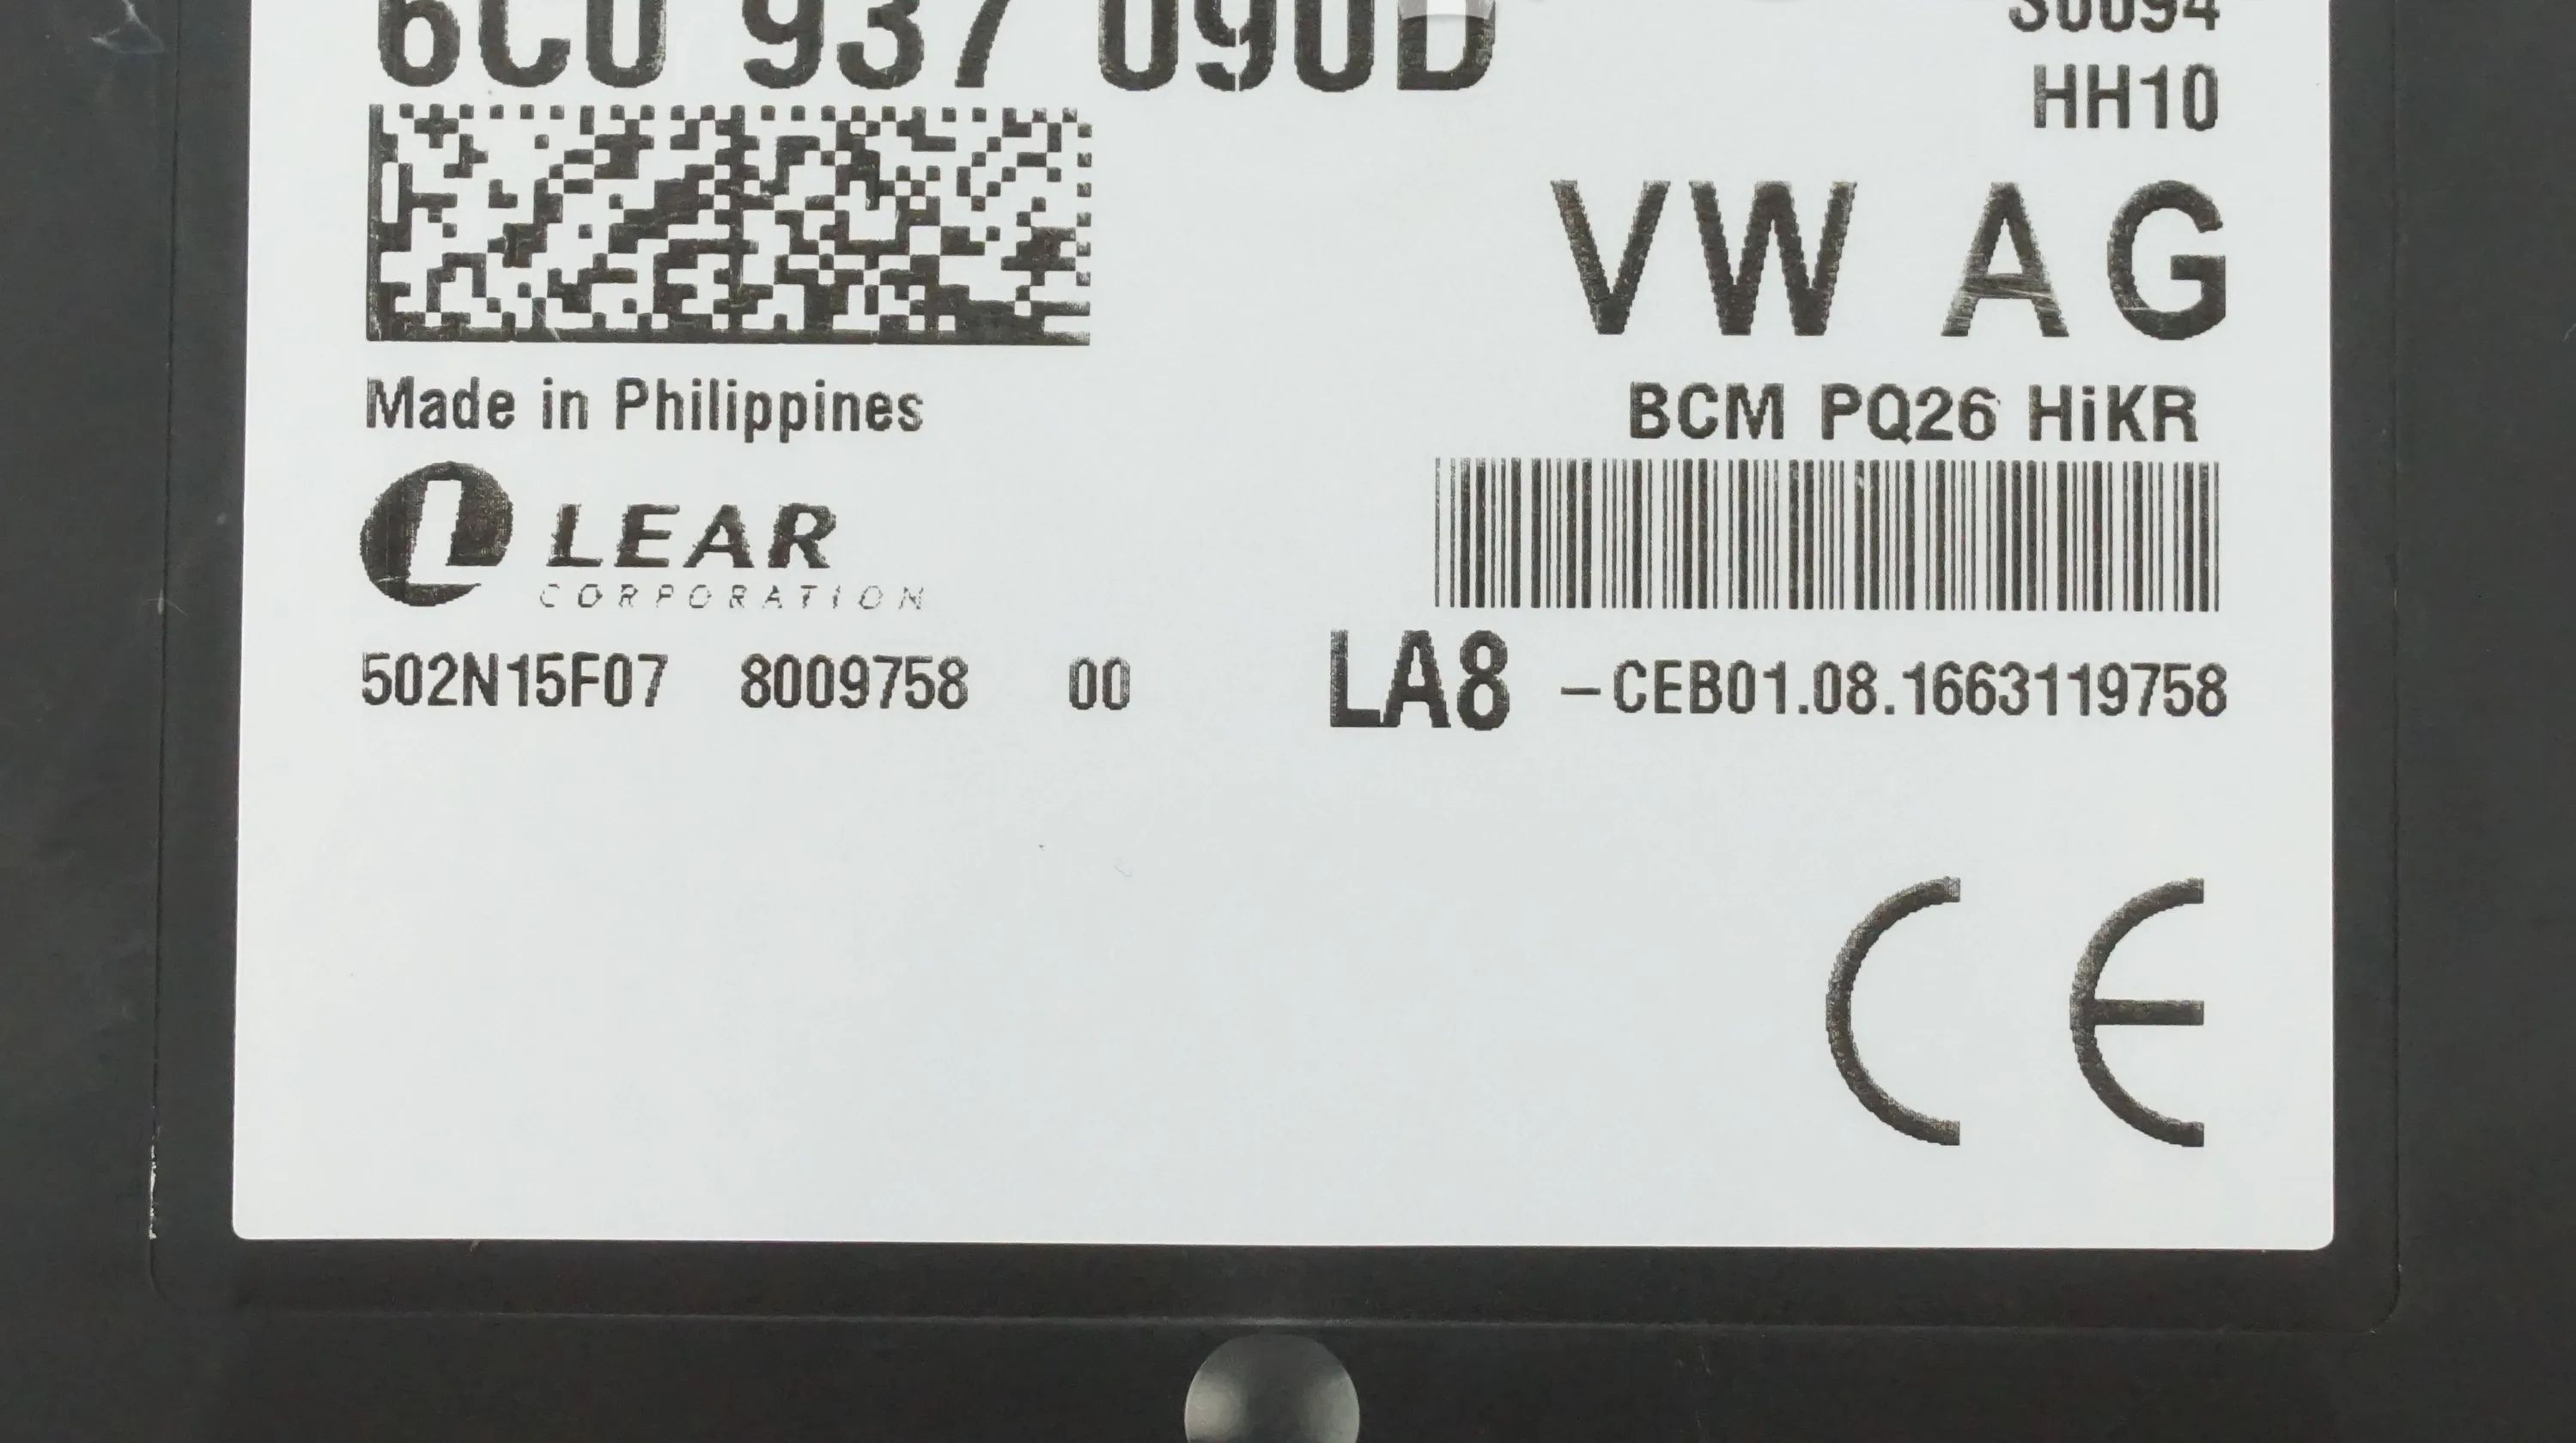 6C0 937 090D
S0094
HH10
VW AG
Made in Philippines
BCM PQ26 HiKR
LEAR
CORPORATION
502N15F07 8009758 00
LA8 –CEB01.08.1663119758
CE